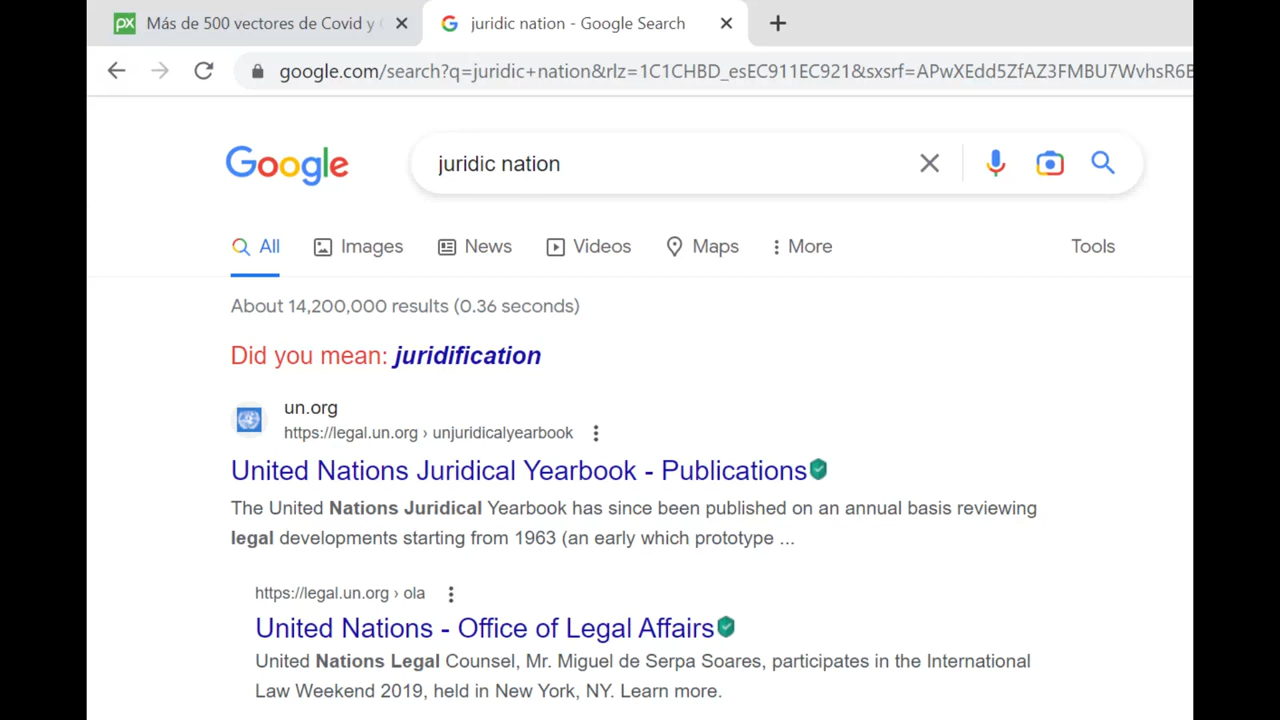 px Más de 500 vectores de Covid y juridic nation - Google Search
google.com/search?q=juridic+nation&rlz=1C1CHBD_esEC911EC921&sxsrf=APwXEdd5ZfAZ3FMBU7WvhsR6
Google juridic nation
All Images News Videos Maps More Tools
About 14,200,000 results (0.36 seconds)
Did you mean: juridification
un.org
https://legal.un.org › unjuridicalyearbook
United Nations Juridical Yearbook - Publications
The United Nations Juridical Yearbook has since been published on an annual basis reviewing
legal developments starting from 1963 (an early which prototype ...
https://legal.un.org › ola
United Nations - Office of Legal Affairs
United Nations Legal Counsel, Mr. Miguel de Serpa Soares, participates in the International
Law Weekend 2019, held in New York, NY. Learn more.